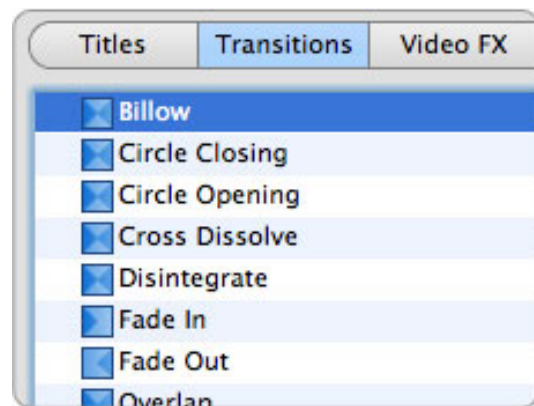 Titles Transitions Video FX
Billow
Circle Closing
Circle Opening
Cross Dissolve
Disintegrate
Fade In
Fade Out
Overlap